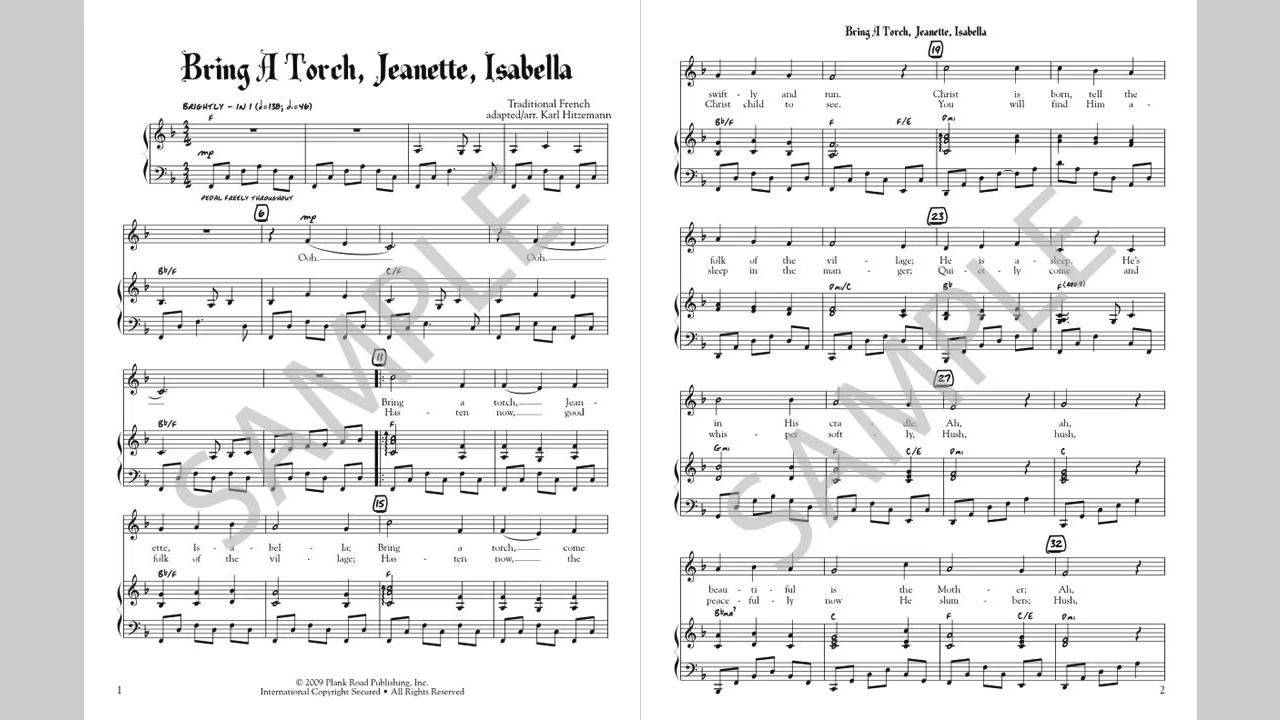 Bring A Torch, Jeanette, Isabella
BRIGHTLY – IN 1 (♩=138; 𝅗𝅥.=46)
Traditional French
adapted/arr. Karl Hitzemann
F
mp
PEDAL FREELY THROUGHOUT
6
mp
Ooh. Ooh.
Bb/F C/F
11
Bring a torch, Jean -
Has - ten now, good
Bb/F F
15
ette, Is - a - bel - la; Bring a torch, come
folk of the vil - lage; Has - ten now, the
Bb/F F
© 2009 Plank Road Publishing, Inc.
International Copyright Secured • All Rights Reserved
1
SAMPLE
Bring A Torch, Jeanette, Isabella
19
swift - ly and run. Christ is born, tell the
Christ child to see. You will find Him a -
Bb/F F F/E Dmi
23
folk of the vil - lage; He is a - sleep. He's
sleep in the man - ger; Qui - et - ly come and
Dmi/C Bb F(ADD9)
27
in His cra - dle. Ah, ah,
whis - per soft - ly, Hush, hush,
Gmi F C/E Dmi C
32
beau - ti - ful is the Moth - er; Ah,
peace - ful - ly now He slum - bers; Hush,
BbMA7 C F C/E Dmi
2
SAMPLE